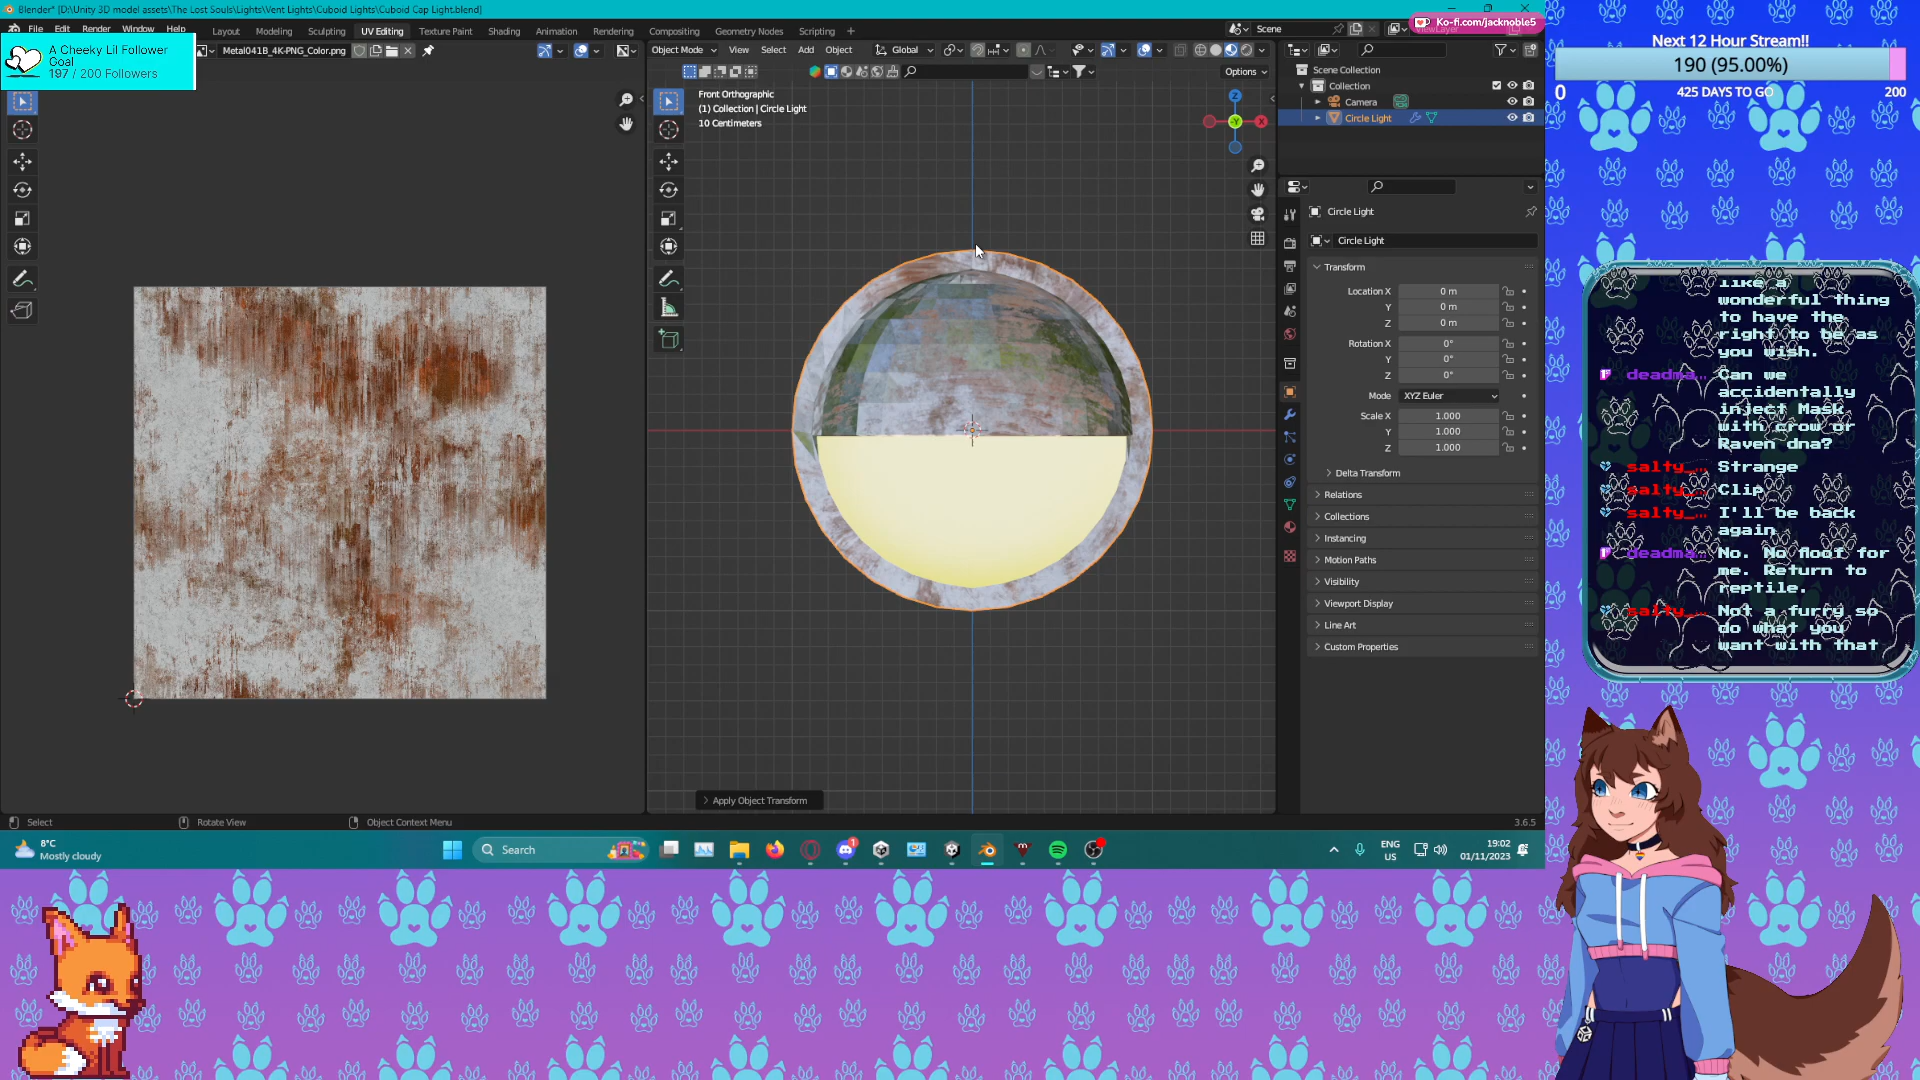 Blender* [D:\Unity 3D model assets\The Lost Souls\Lights\Vent Lights\Cuboid Lights\Cuboid Cap Light.blend]
File Edit Render Window Help
Layout Modeling Sculpting UV Editing Texture Paint Shading Animation Rendering Compositing Geometry Nodes Scripting +
Scene
Ko-fi.com/jacknoble5
A Cheeky Lil Follower
Goal
197 / 200 Followers
Metal041B_4K-PNG_Color.png
Object Mode View Select Add Object
Global
Options
Front Orthographic
(1) Collection | Circle Light
10 Centimeters
Z
-Y
X
Scene Collection
Collection
Camera
Circle Light
Circle Light
Circle Light
Transform
Location X 0 m
Y 0 m
Z 0 m
Rotation X 0°
Y 0°
Z 0°
Mode XYZ Euler
Scale X 1.000
Y 1.000
Z 1.000
Delta Transform
Relations
Collections
Instancing
Motion Paths
Visibility
Viewport Display
Line Art
Custom Properties
Apply Object Transform
Select
Rotate View
Object Context Menu
3.6.5
8°C
Mostly cloudy
Search
ENG
US
19:02
01/11/2023
Next 12 Hour Stream!!
190 (95.00%)
0
425 DAYS TO GO
200
like a
wonderful thing
to have the
right to be as
you wish.
deadma... Can we
accidentally
inject Mask
with crow or
Raven dna?
salty_... Strange
salty_... Clip
salty_... I'll be back
again
deadma... No. No floof for
me. Return to
reptile.
salty_... Not a furry so
do what you
want with that